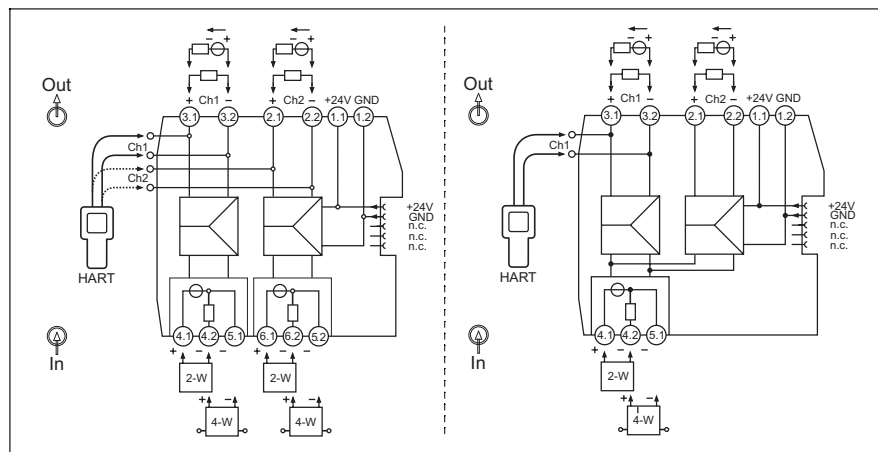 − +
− +
Out
+ Ch1 −
+ Ch2 −
+24V GND
3.1 3.2 2.1 2.2 1.1 1.2
Ch1
Ch2
HART
+24V
GND
n.c.
n.c.
n.c.
4.1 4.2 5.1 6.1 6.2 5.2
In
+ − −
+ − −
2-W
2-W
+ −
+ −
4-W
4-W
− +
− +
Out
+ Ch1 −
+ Ch2 −
+24V GND
3.1 3.2 2.1 2.2 1.1 1.2
Ch1
HART
+24V
GND
n.c.
n.c.
n.c.
4.1 4.2 5.1
In
+ − −
2-W
+ −
4-W